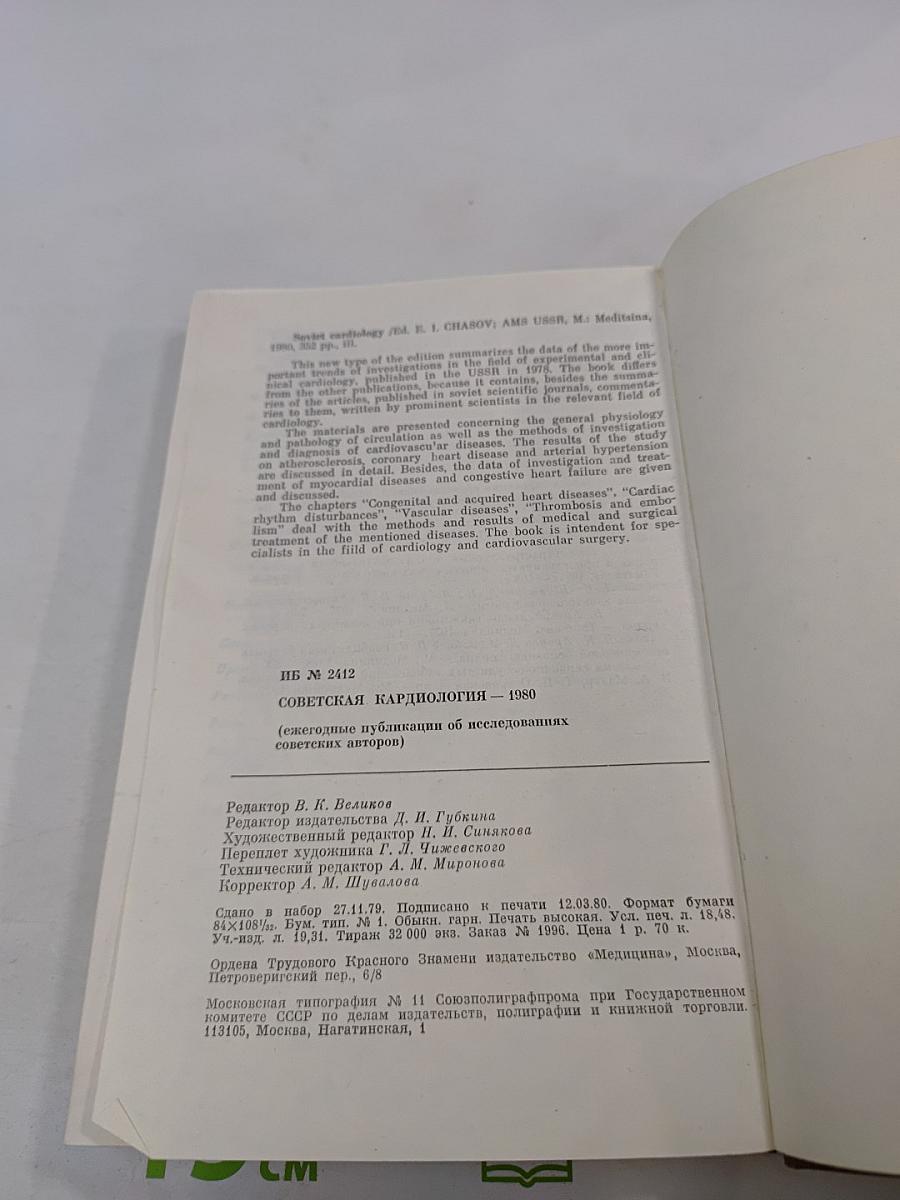 Soviet cardiology /Ed. E. I. CHASOV; AMS USSR, M.: Meditsina,
1980, 352 pp., ill.
This new type of the edition summarizes the data of the more im-
portant trends of investigations in the field of experimental and cli-
nical cardiology, published in the USSR in 1978. The book differs
from the other publications, because it contains, besides the summa-
ries of the articles, published in soviet scientific journals, commenta-
ries to them, written by prominent scientists in the relevant field of
cardiology.
The materials are presented concerning the general physiology
and pathology of circulation as well as the methods of investigation
and diagnosis of cardiovascu'ar diseases. The results of the study
on atherosclerosis, coronary heart disease and arterial hypertension
are discussed in detail. Besides, the data of investigation and treat-
ment of myocardial diseases and congestive heart failure are given
and discussed.
The chapters "Congenital and acquired heart diseases", "Cardiac
rhythm disturbances", "Vascular diseases", "Thrombosis and embo-
lism" deal with the methods and results of medical and surgical
treatment of the mentioned diseases. The book is intendent for spe-
cialists in the fiild of cardiology and cardiovascular surgery.
ИБ № 2412
СОВЕТСКАЯ КАРДИОЛОГИЯ — 1980
(ежегодные публикации об исследованиях
советских авторов)
Редактор В. К. Великов
Редактор издательства Д. И. Губкина
Художественный редактор Н. И. Синякова
Переплет художника Г. Л. Чижевского
Технический редактор А. М. Миронова
Корректор А. М. Шувалова
Сдано в набор 27.11.79. Подписано к печати 12.03.80. Формат бумаги
84×108¹/₃₂. Бум. тип. № 1. Обыкн. гарн. Печать высокая. Усл. печ. л. 18,48.
Уч.-изд. л. 19,31. Тираж 32 000 экз. Заказ № 1996. Цена 1 р. 70 к.
Ордена Трудового Красного Знамени издательство «Медицина», Москва,
Петроверигский пер., 6/8
Московская типография № 11 Союзполиграфпрома при Государственном
комитете СССР по делам издательств, полиграфии и книжной торговли.
113105, Москва, Нагатинская, 1
см